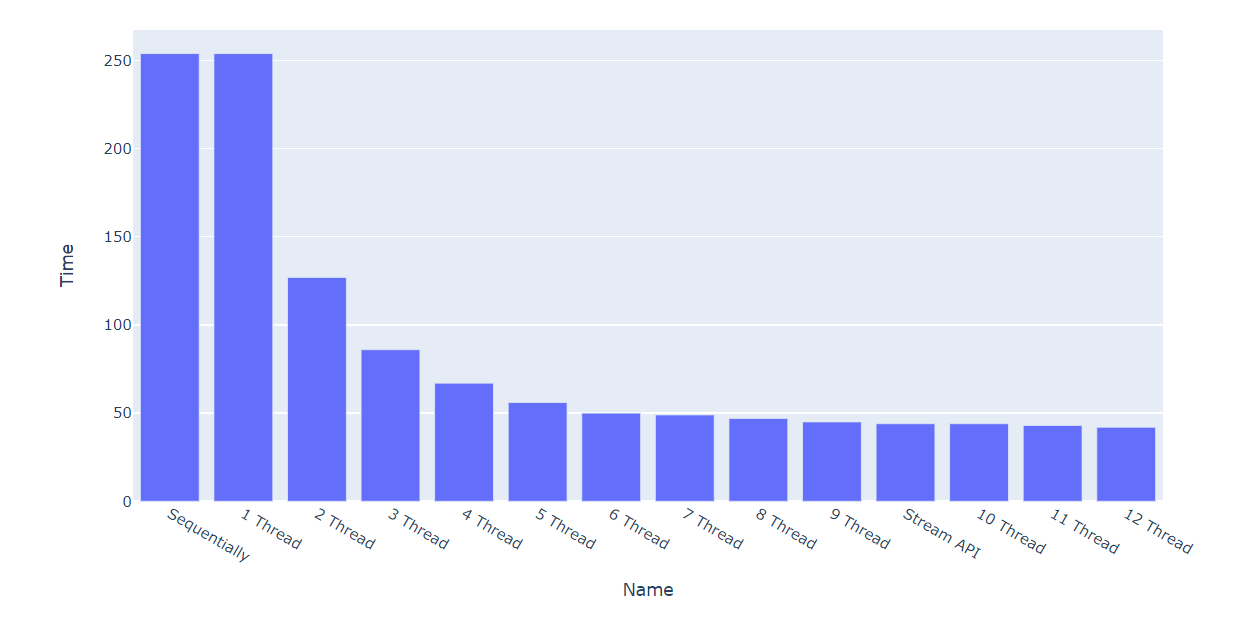 250
200
150
100
50
0
Time
Sequentially
1 Thread
2 Thread
3 Thread
4 Thread
5 Thread
6 Thread
7 Thread
8 Thread
9 Thread
Stream API
10 Thread
11 Thread
12 Thread
Name